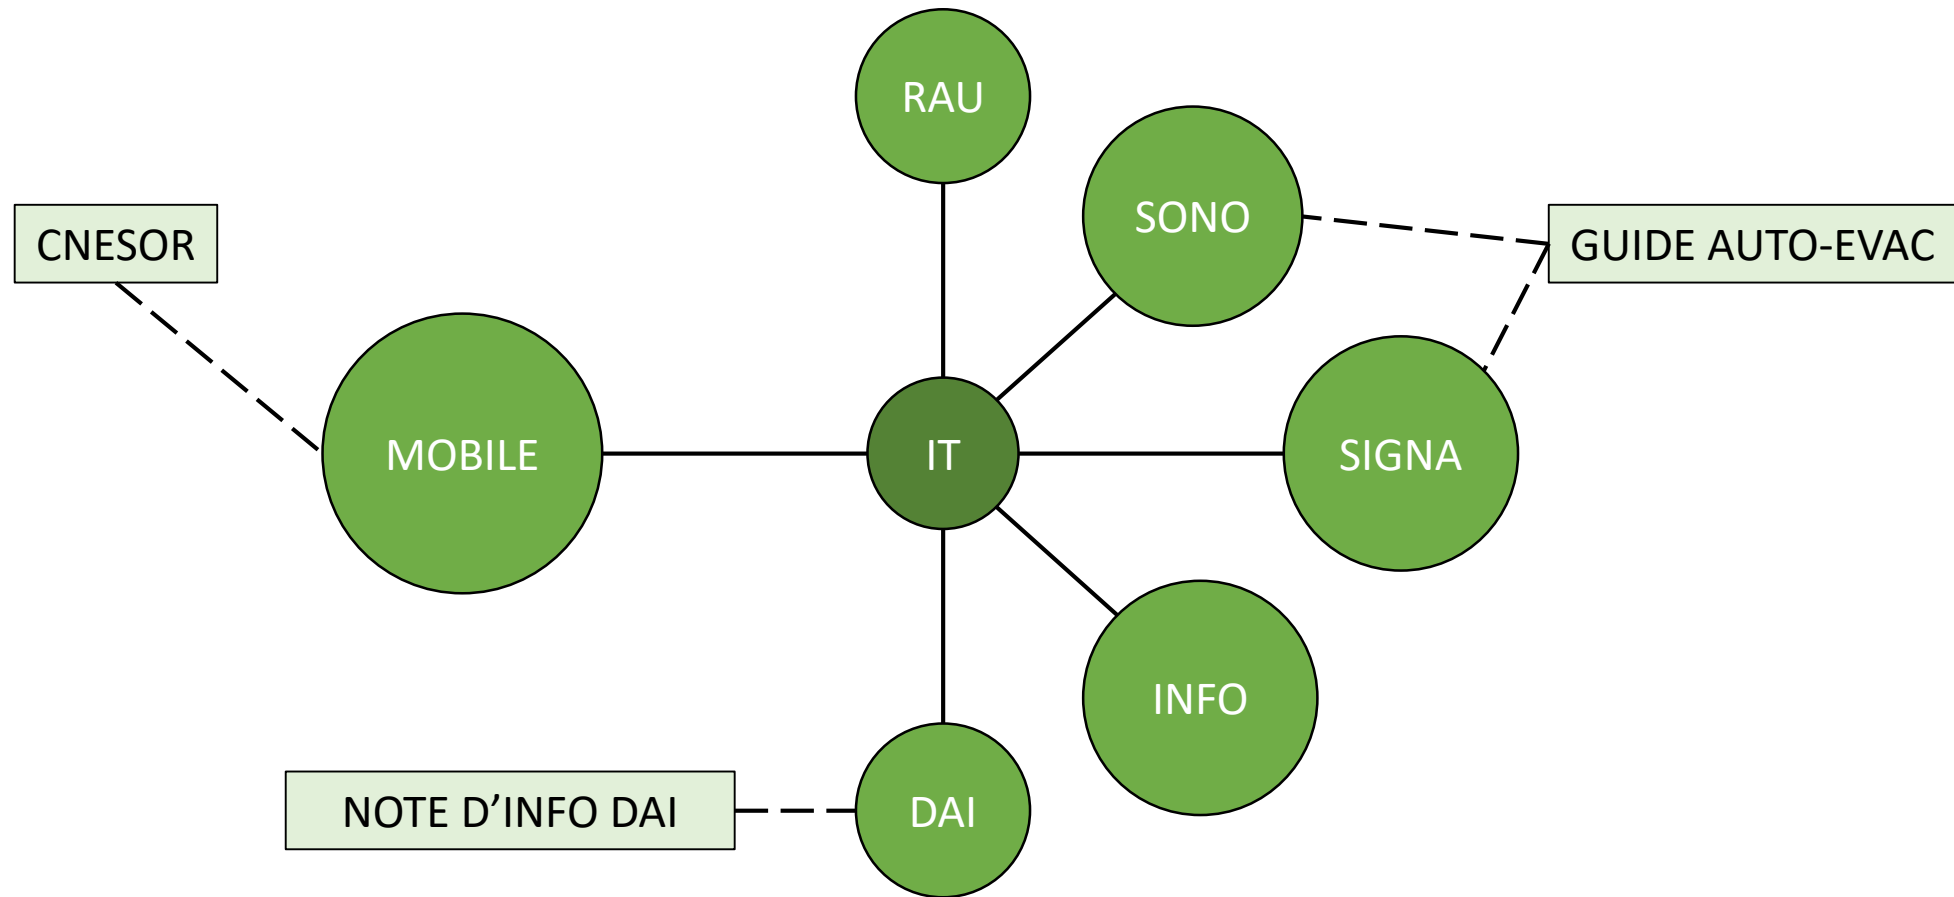 RAU
SONO
CNESOR
GUIDE AUTO-EVAC
MOBILE
IT
SIGNA
INFO
NOTE D’INFO DAI
DAI